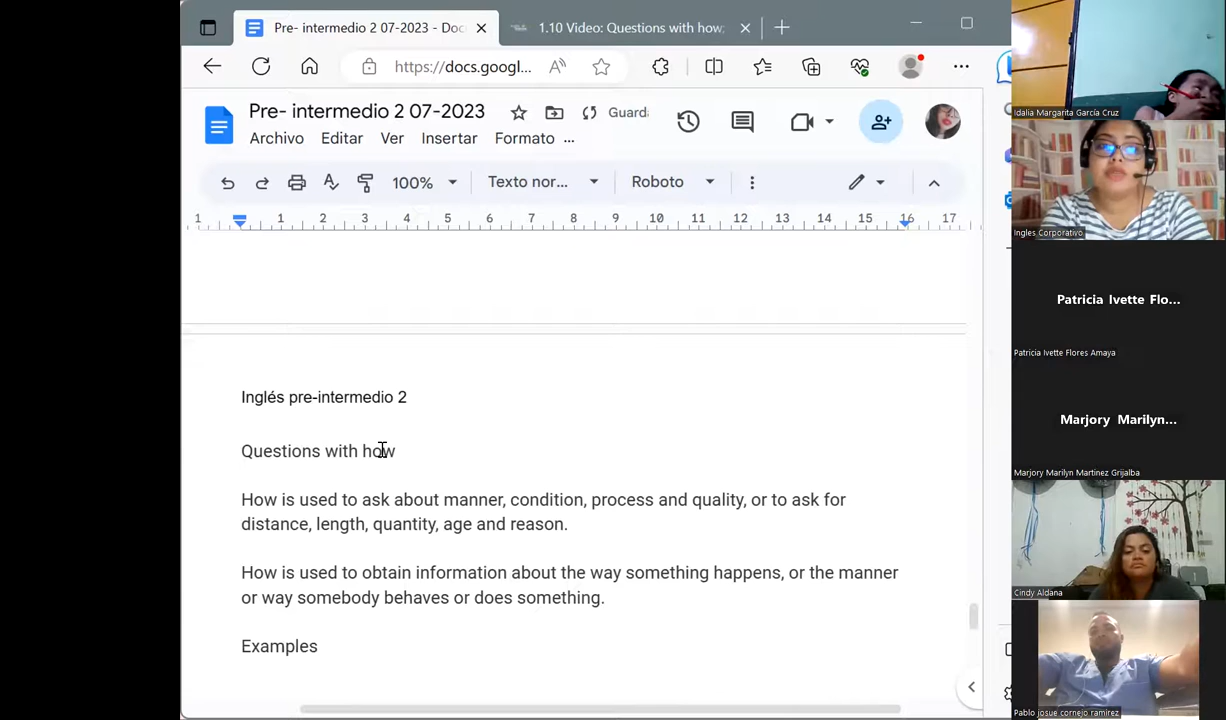 Pre- intermedio 2 07-2023 - Doc
1.10 Video: Questions with how;
https://docs.googl...
Pre- intermedio 2 07-2023
Guard
Archivo Editar Ver Insertar Formato ...
100% Texto nor... Roboto
1 1 2 3 4 5 6 7 8 9 10 11 12 13 14 15 16 17
Inglés pre-intermedio 2
Questions with how
How is used to ask about manner, condition, process and quality, or to ask for
distance, length, quantity, age and reason.
How is used to obtain information about the way something happens, or the manner
or way somebody behaves or does something.
Examples
Idalia Margarita García Cruz
Ingles Corporativo
Patricia Ivette Flo...
Patricia Ivette Flores Amaya
Marjory Marilyn...
Marjory Marilyn Martinez Grijalba
Cindy Aldana
Pablo josue cornejo ramirez